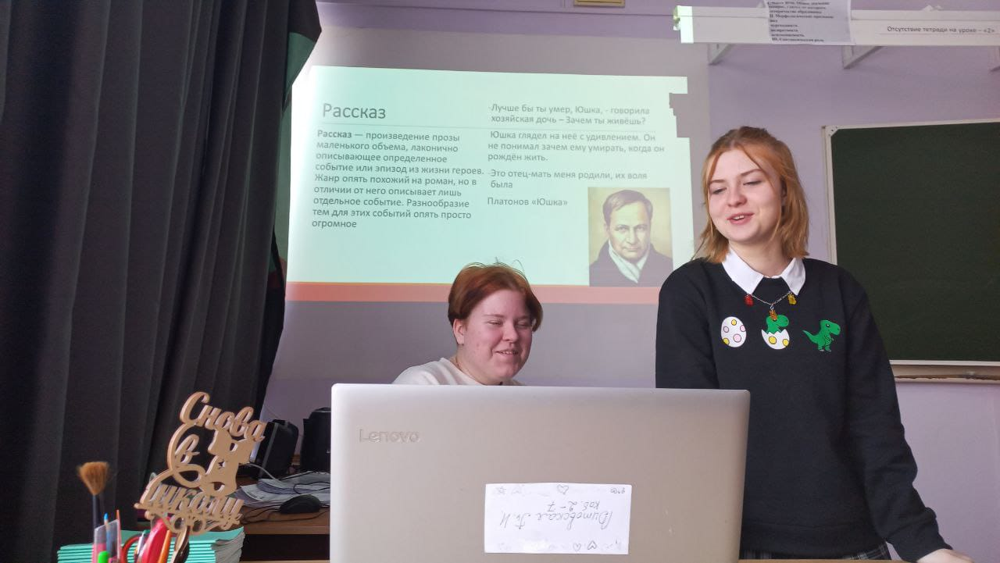 Отсутствие тетради на уроке – «2»
Рассказ
Рассказ — произведение прозы
маленького объема, лаконично
описывающее определенное
событие или эпизод из жизни героев.
Жанр опять похожий на роман, но в
отличии от него описывает лишь
отдельное событие. Разнообразие
тем для этих событий опять просто
огромное
-Лучше бы ты умер, Юшка, - говорила
хозяйская дочь – Зачем ты живёшь?
Юшка глядел на неё с удивлением. Он
не понимал зачем ему умирать, когда он
рождён жить.
-Это отец-мать меня родили, их воля
была
Платонов «Юшка»
Снова
в
школу
Lenovo
каб. 2-7